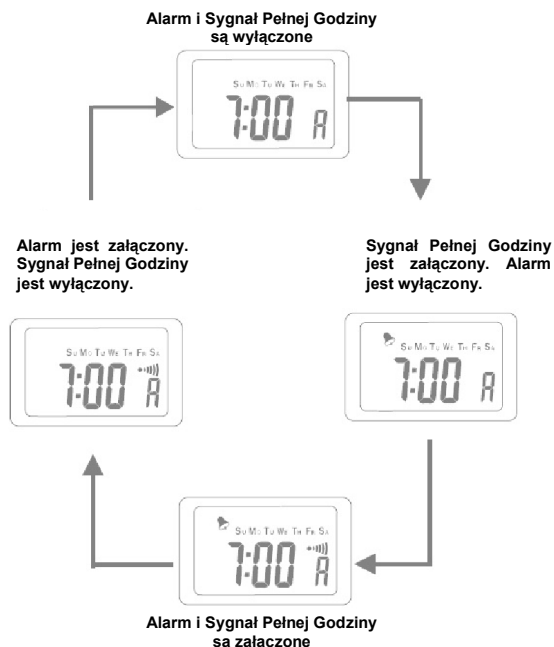 Alarm i Sygnał Pełnej Godziny
są wyłączone
Su Mo Tu We Th Fr Sa
7:00 A
Alarm jest załączony.
Sygnał Pełnej Godziny
jest wyłączony.
Sygnał Pełnej Godziny
jest załączony. Alarm
jest wyłączony.
Su Mo Tu We Th Fr Sa
7:00 A
Su Mo Tu We Th Fr Sa
7:00 A
Su Mo Tu We Th Fr Sa
7:00 A
Alarm i Sygnał Pełnej Godziny
sa załaczone